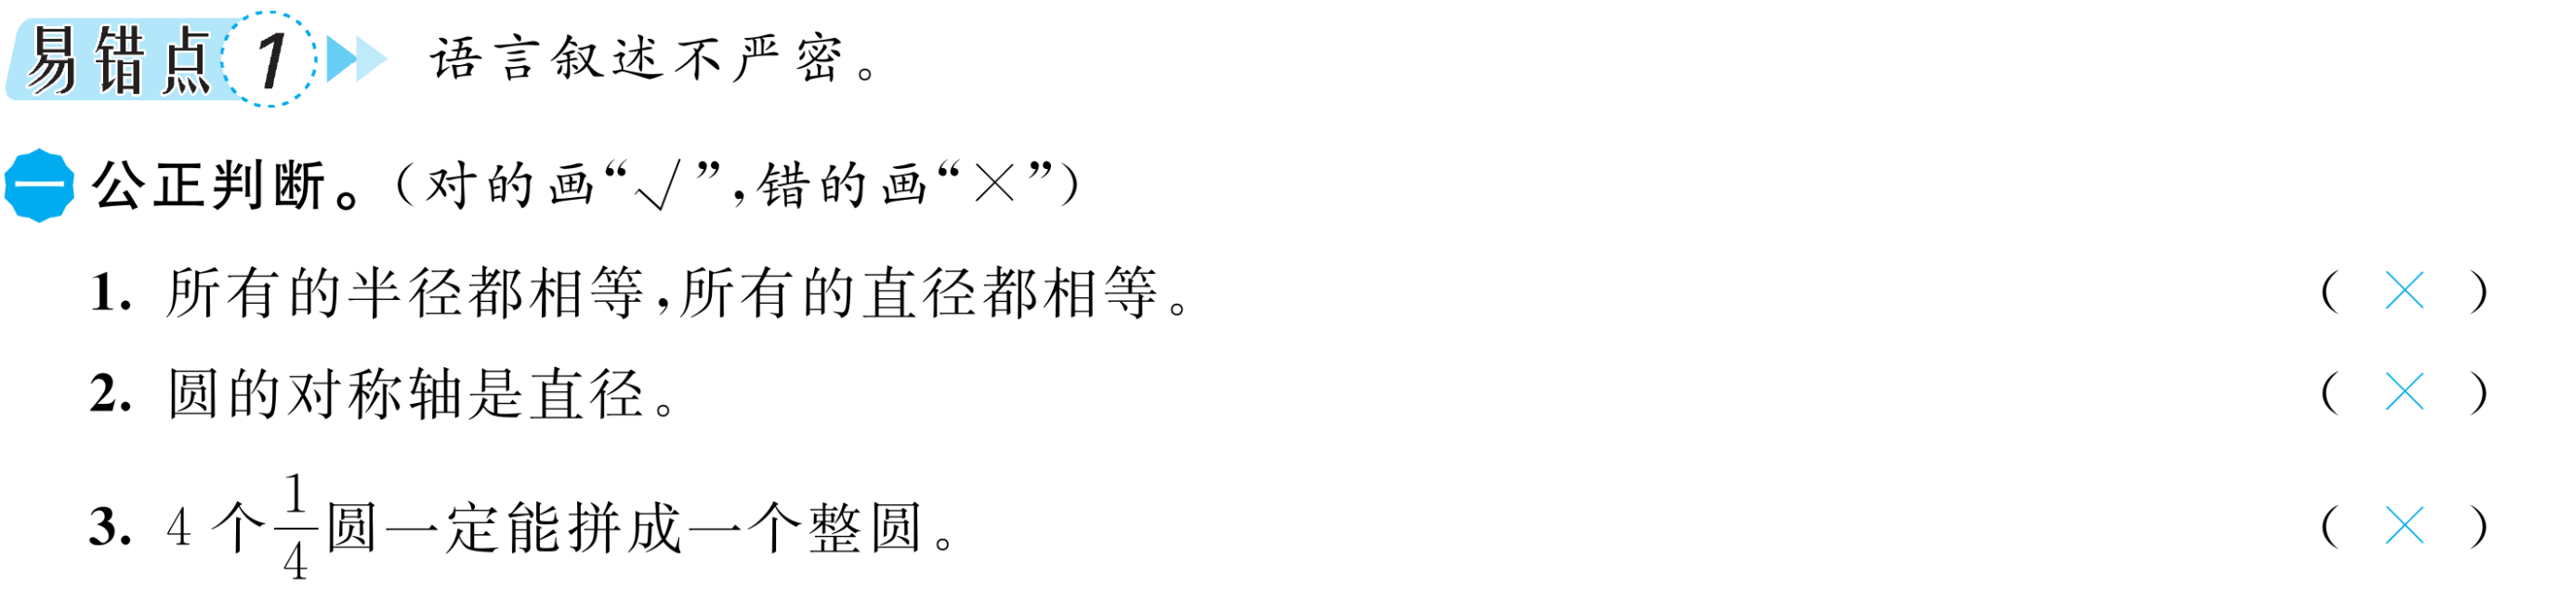 易错点1 语言叙述不严密。
一 公正判断。(对的画“√”,错的画“×”)
1. 所有的半径都相等,所有的直径都相等。 ( × )
2. 圆的对称轴是直径。 ( × )
3. 4个1/4圆一定能拼成一个整圆。 ( × )